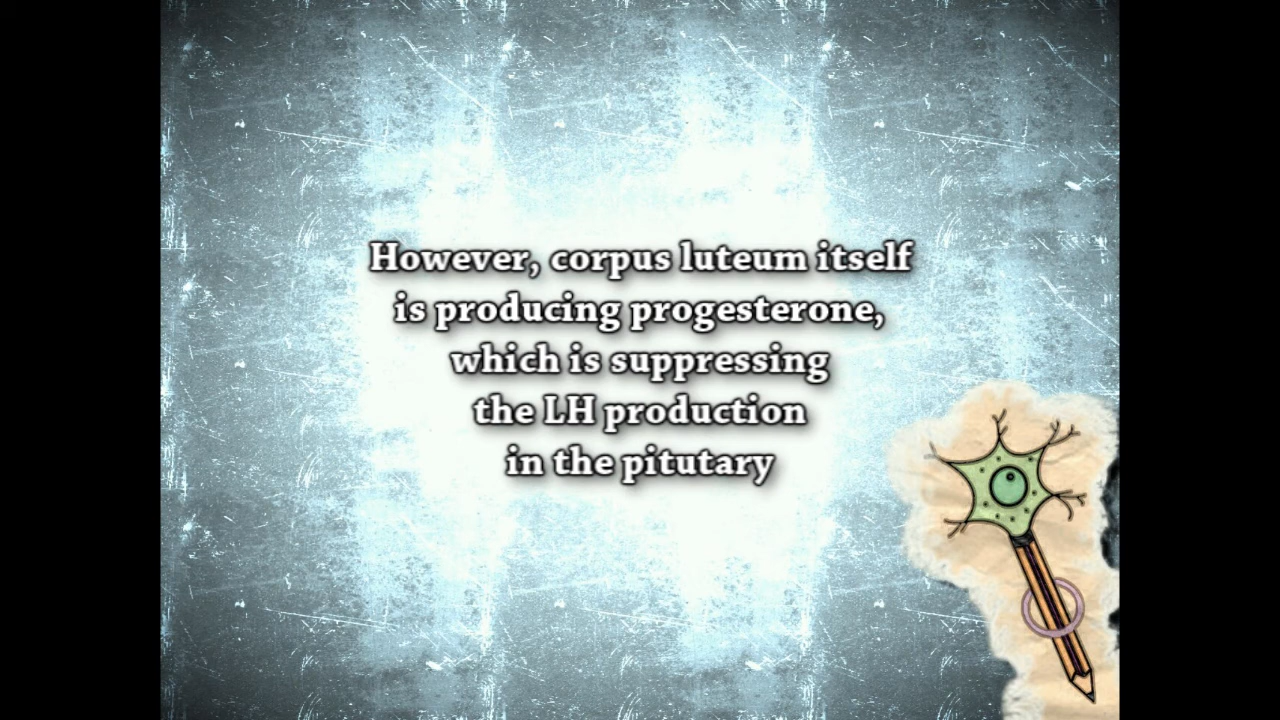 However, corpus luteum itself
is producing progesterone,
which is suppressing
the LH production
in the pitutary